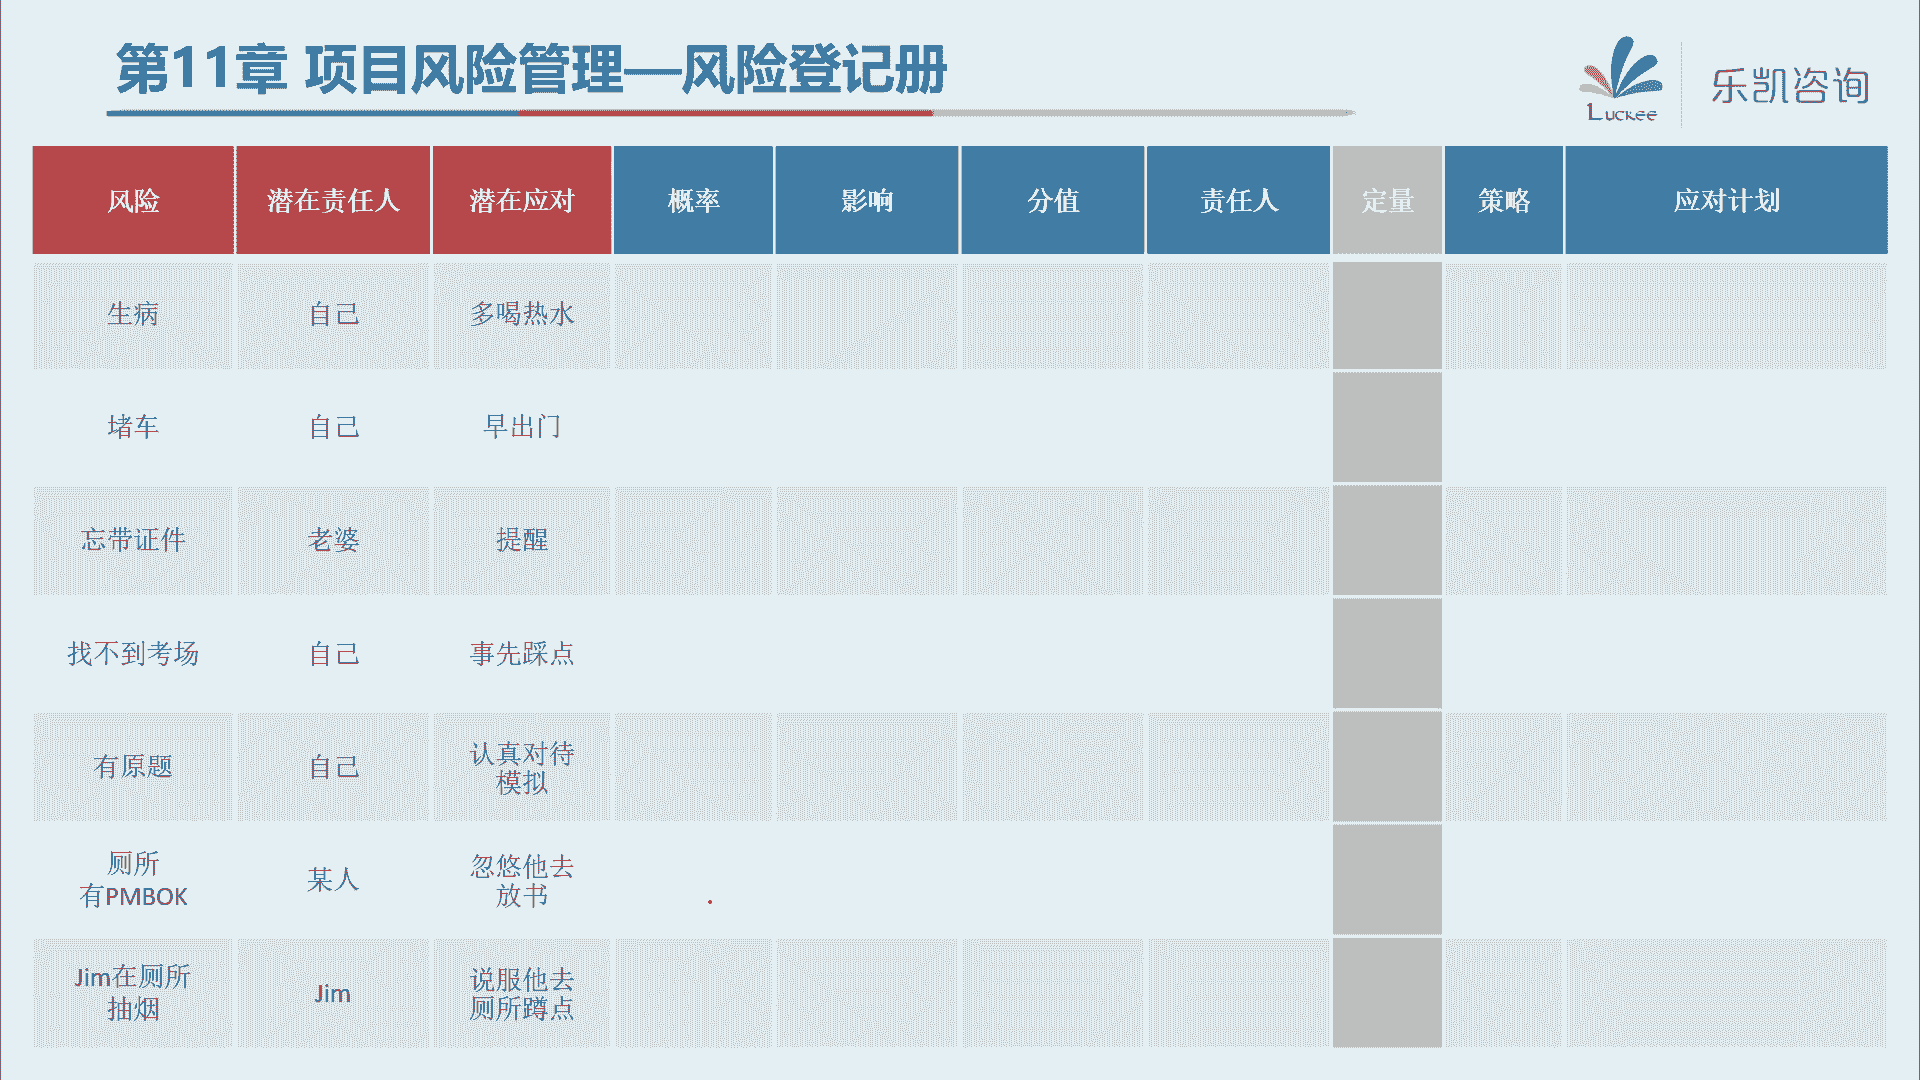 第11章 项目风险管理—风险登记册
Luckee
乐凯咨询
风险 潜在责任人 潜在应对 概率 影响 分值 责任人 定量 策略 应对计划
生病 自己 多喝热水
堵车 自己 早出门
忘带证件 老婆 提醒
找不到考场 自己 事先踩点
有原题 自己 认真对待
模拟
厕所
有PMBOK 某人 忽悠他去
放书
Jim在厕所
抽烟 Jim 说服他去
厕所蹲点